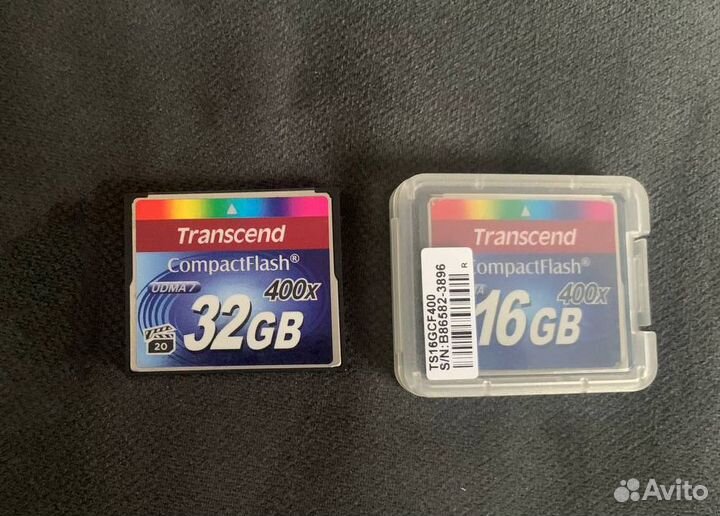 Transcend
CompactFlash®
UDMA 7
400x
32GB
20
Transcend
CompactFlash®
400x
16GB
TS16GCF400
S/N:B86582-3896
R
Avito